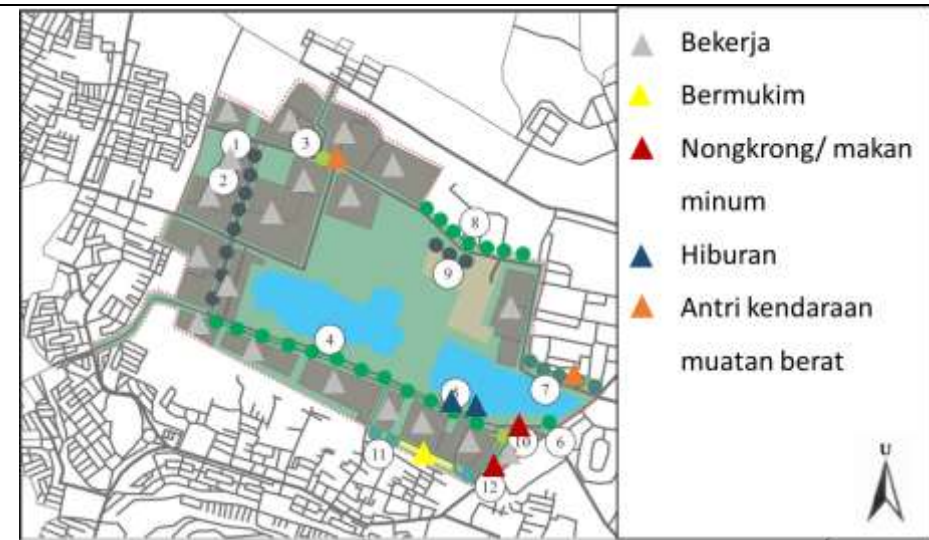 Bekerja
Bermukim
Nongkrong/ makan
minum
Hiburan
Antri kendaraan
muatan berat
U
1
2
3
8
9
4
7
10
6
11
12